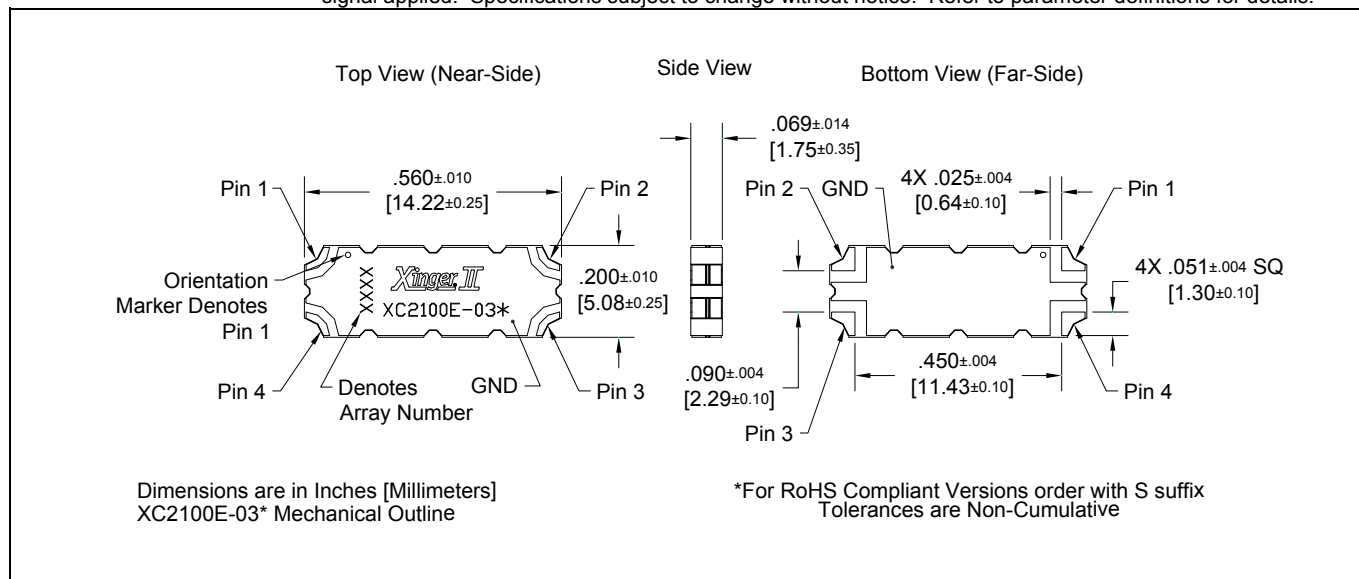 signal applied. Specifications subject to change without notice. Refer to parameter definitions for details.
Top View (Near-Side)
Side View
Bottom View (Far-Side)
.069±.014
[1.75±0.35]
Pin 1
.560±.010
[14.22±0.25]
Pin 2
Pin 2
GND
4X .025±.004
[0.64±0.10]
Pin 1
Orientation
Marker Denotes
Pin 1
XXXX
Xinger II
XC2100E-03*
.200±.010
[5.08±0.25]
4X .051±.004 SQ
[1.30±0.10]
Pin 4
Denotes
Array Number
GND
Pin 3
.090±.004
[2.29±0.10]
.450±.004
[11.43±0.10]
Pin 4
Pin 3
Dimensions are in Inches [Millimeters]
XC2100E-03* Mechanical Outline
*For RoHS Compliant Versions order with S suffix
Tolerances are Non-Cumulative